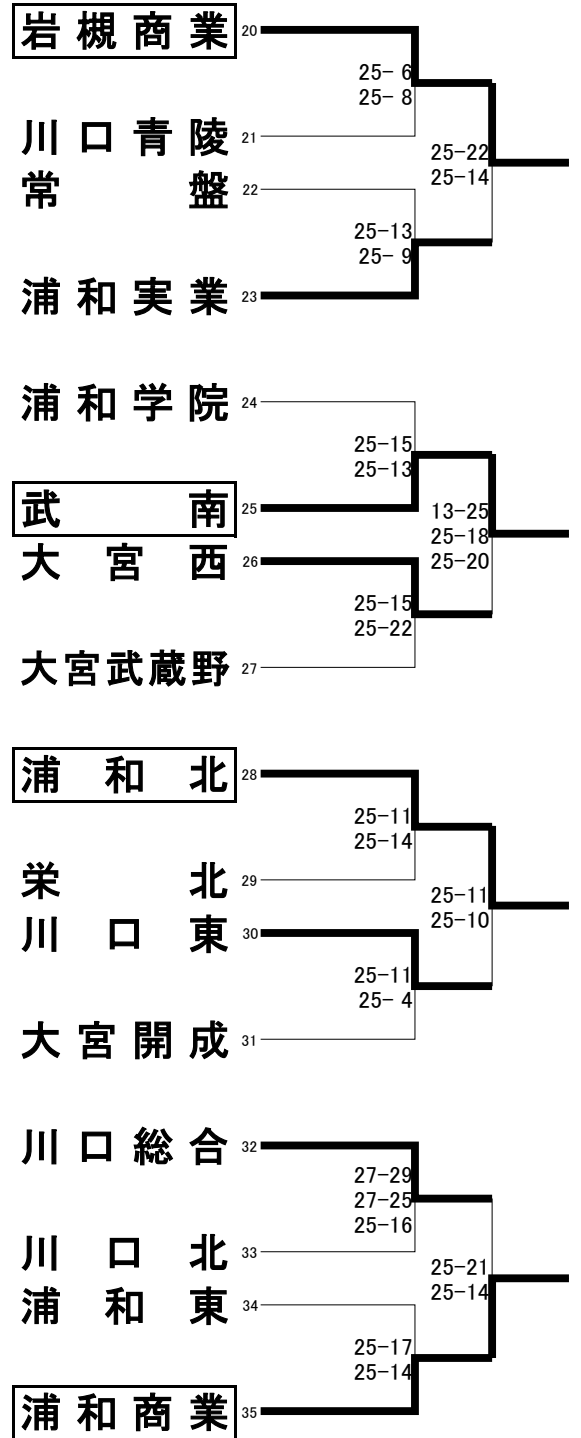 岩槻商業 20
25- 6
25- 8
川口青陵 21
25-22
25-14
常盤 22
25-13
25- 9
浦和実業 23
浦和学院 24
25-15
25-13
武南 25
13-25
25-18
25-20
大宮西 26
25-15
25-22
大宮武蔵野 27
浦和北 28
25-11
25-14
栄北 29
25-11
25-10
川口東 30
25-11
25- 4
大宮開成 31
川口総合 32
27-29
27-25
25-16
川口北 33
25-21
25-14
浦和東 34
25-17
25-14
浦和商業 35